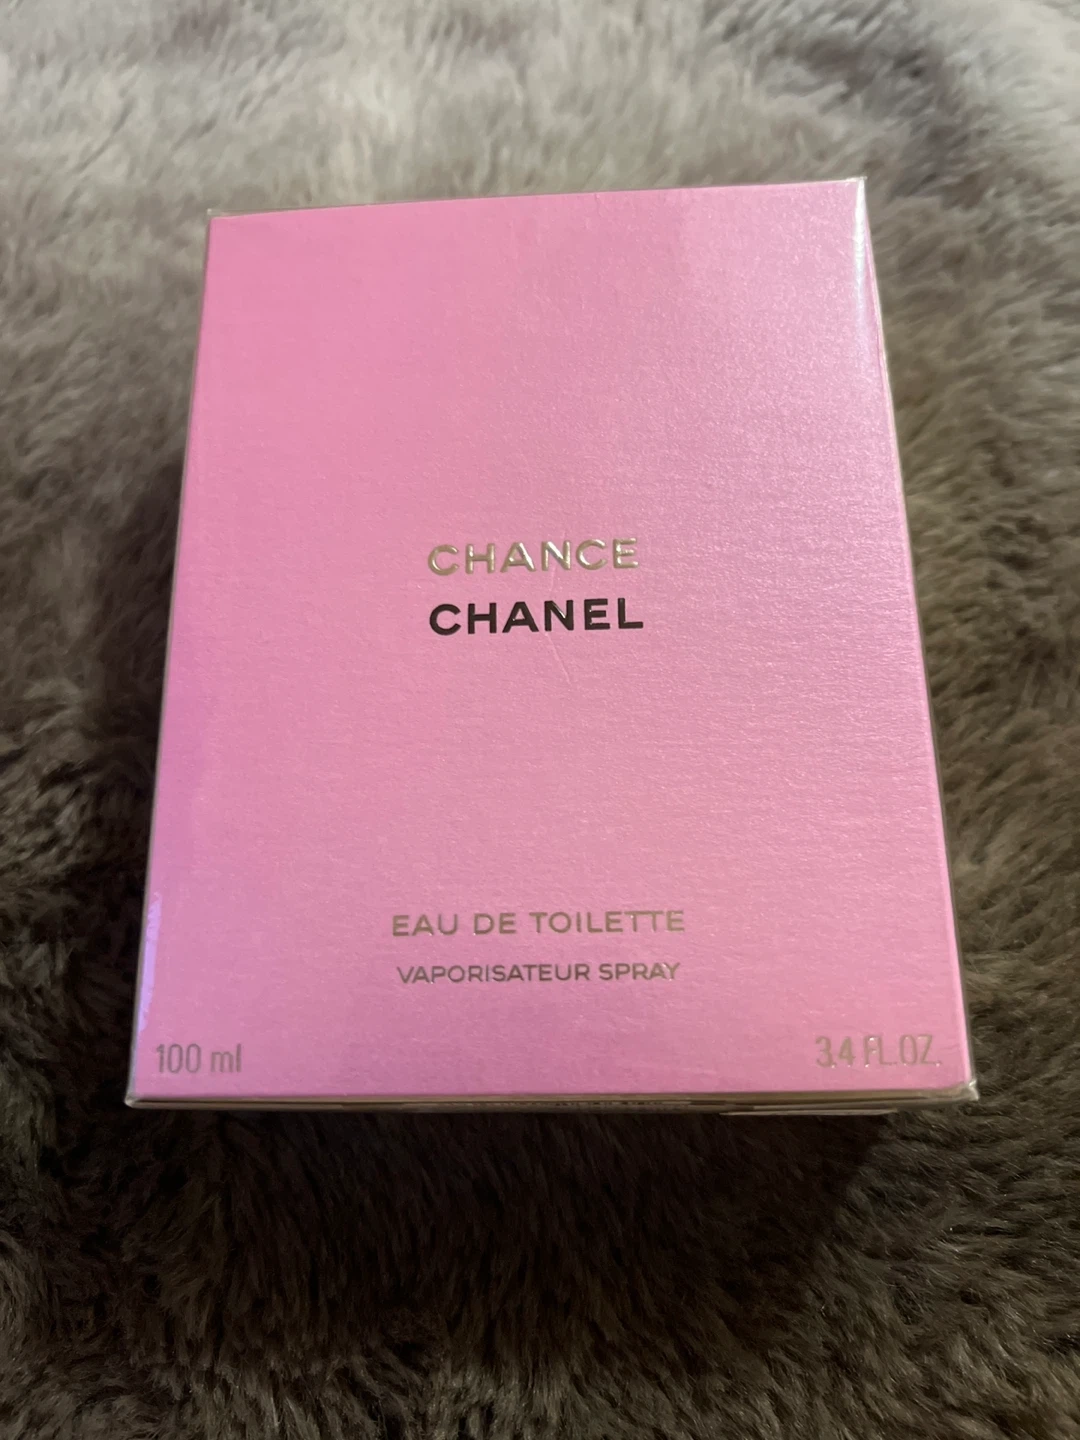 CHANCE
CHANEL
EAU DE TOILETTE
VAPORISATEUR SPRAY
100 ml
3.4 FL.OZ.